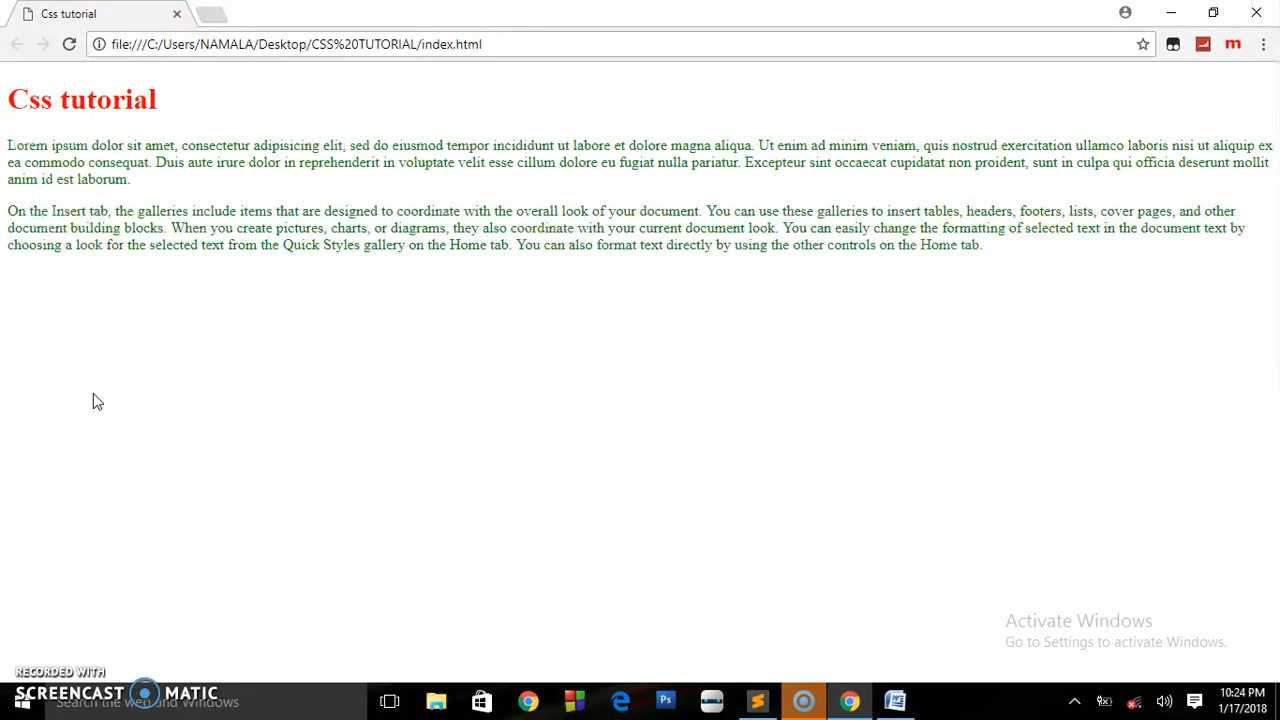 Css tutorial
file:///C:/Users/NAMALA/Desktop/CSS%20TUTORIAL/index.html
m
Css tutorial
Lorem ipsum dolor sit amet, consectetur adipisicing elit, sed do eiusmod tempor incididunt ut labore et dolore magna aliqua. Ut enim ad minim veniam, quis nostrud exercitation ullamco laboris nisi ut aliquip ex
ea commodo consequat. Duis aute irure dolor in reprehenderit in voluptate velit esse cillum dolore eu fugiat nulla pariatur. Excepteur sint occaecat cupidatat non proident, sunt in culpa qui officia deserunt mollit
anim id est laborum.
On the Insert tab, the galleries include items that are designed to coordinate with the overall look of your document. You can use these galleries to insert tables, headers, footers, lists, cover pages, and other
document building blocks. When you create pictures, charts, or diagrams, they also coordinate with your current document look. You can easily change the formatting of selected text in the document text by
choosing a look for the selected text from the Quick Styles gallery on the Home tab. You can also format text directly by using the other controls on the Home tab.
Activate Windows
Go to Settings to activate Windows.
RECORDED WITH
SCREENCAST MATIC
Search the web and Windows
Ps
10:24 PM
1/17/2018